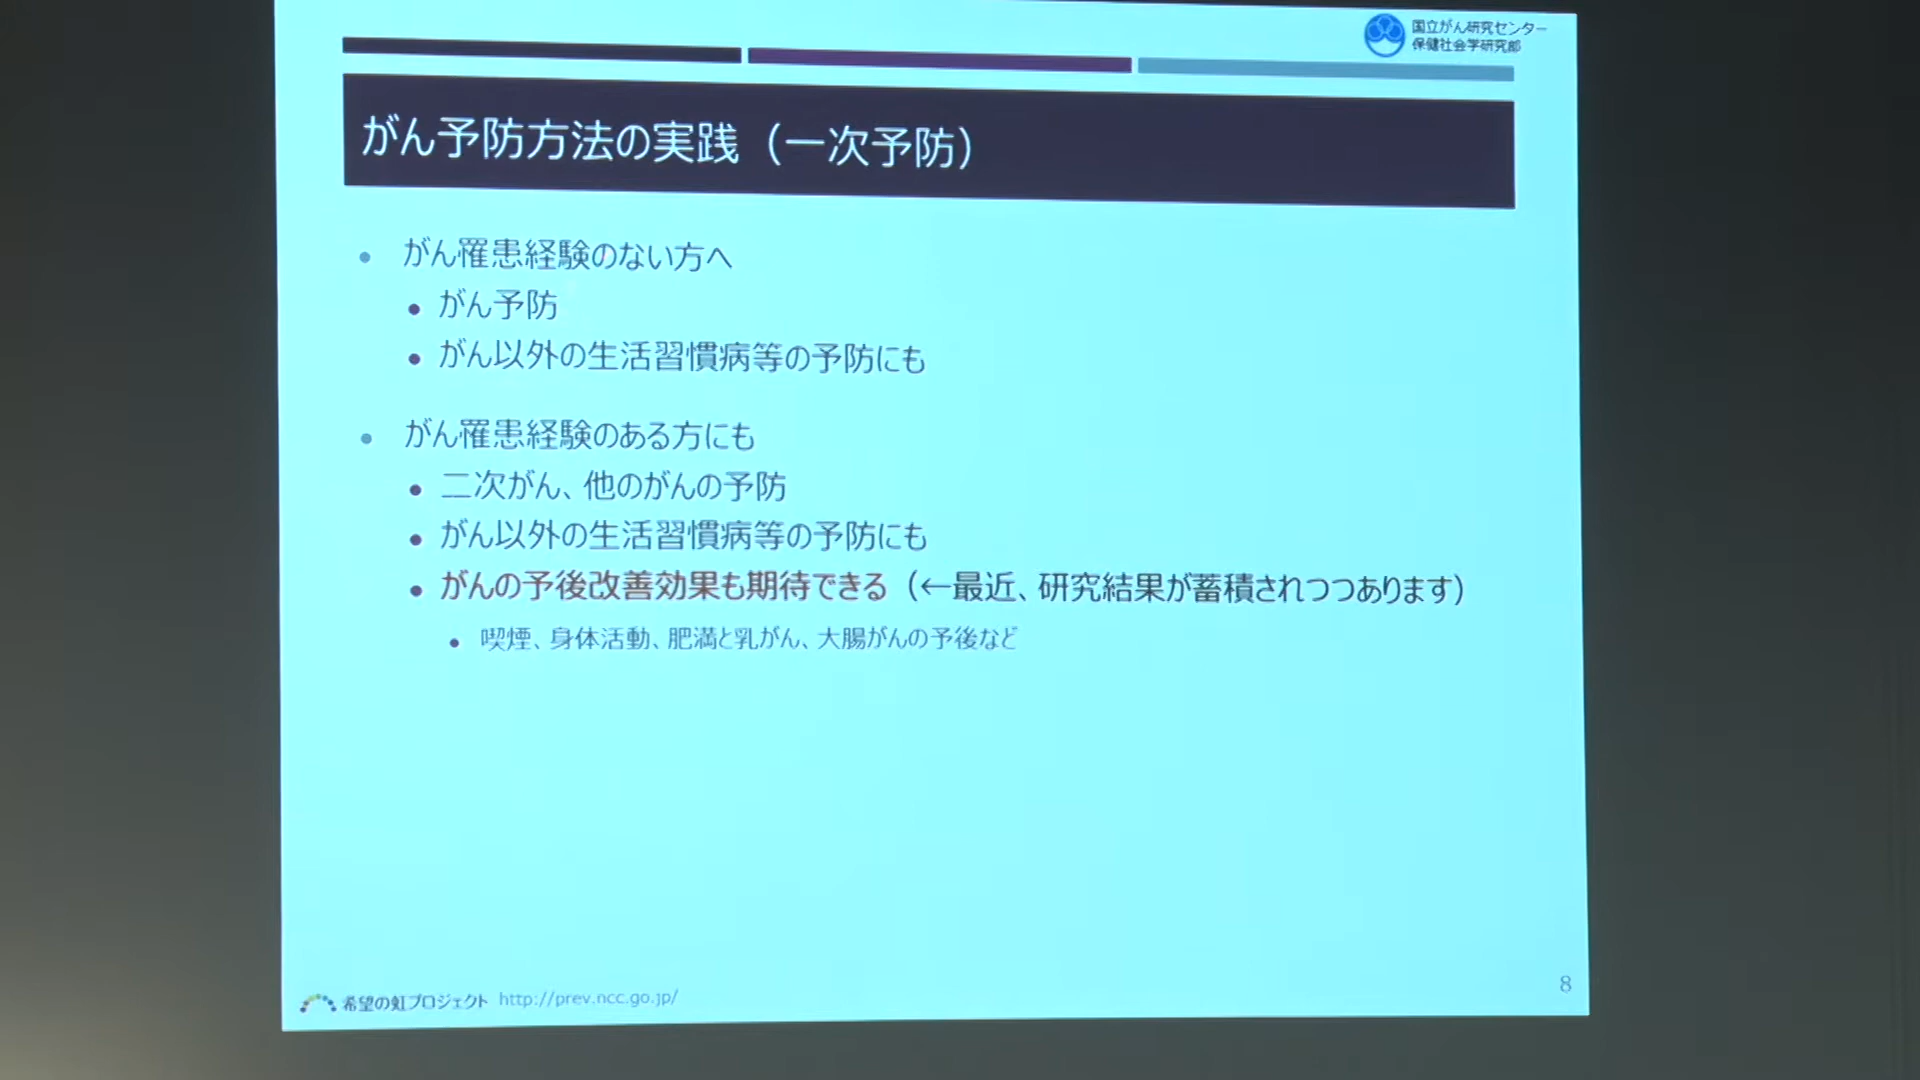 国立がん研究センター
保健社会学研究部
がん予防方法の実践（一次予防）
• がん罹患経験のない方へ
• がん予防
• がん以外の生活習慣病等の予防にも
• がん罹患経験のある方にも
• 二次がん、他のがんの予防
• がん以外の生活習慣病等の予防にも
• がんの予後改善効果も期待できる（←最近、研究結果が蓄積されつつあります）
• 喫煙、身体活動、肥満と乳がん、大腸がんの予後など
希望の虹プロジェクト http://prev.ncc.go.jp/
8